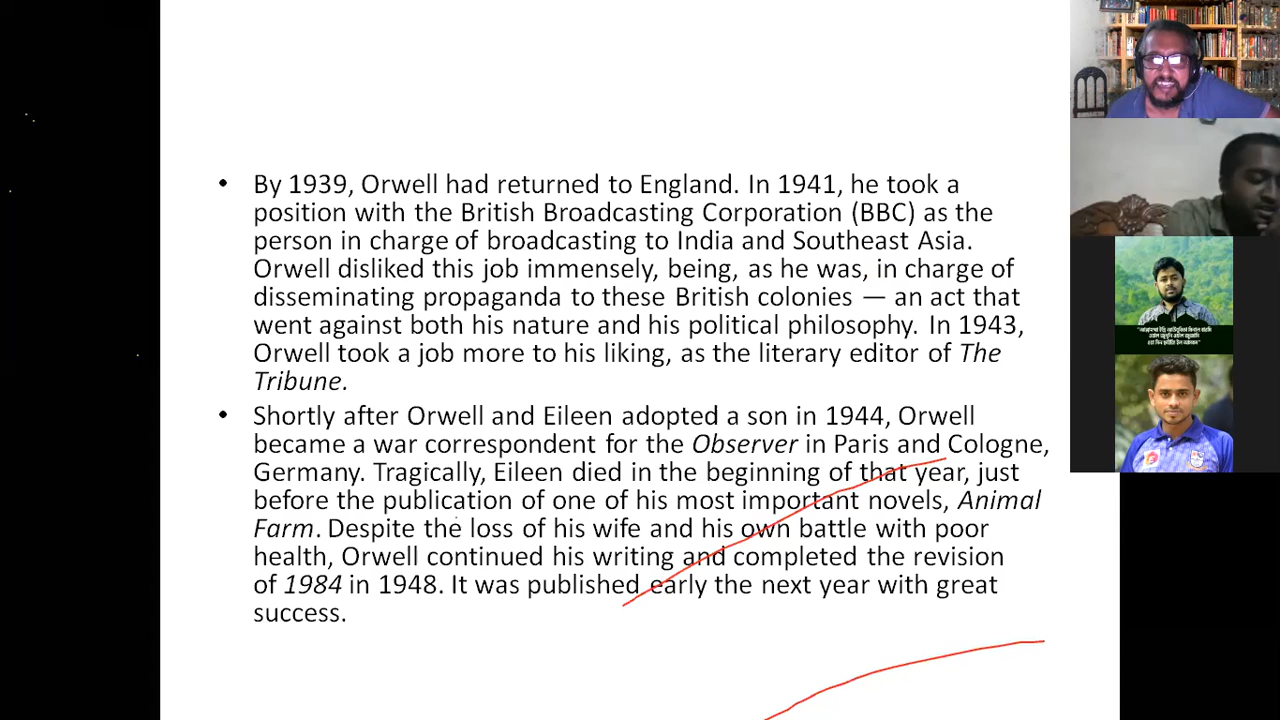 • By 1939, Orwell had returned to England. In 1941, he took a
position with the British Broadcasting Corporation (BBC) as the
person in charge of broadcasting to India and Southeast Asia.
Orwell disliked this job immensely, being, as he was, in charge of
disseminating propaganda to these British colonies — an act that
went against both his nature and his political philosophy. In 1943,
Orwell took a job more to his liking, as the literary editor of The
Tribune.
• Shortly after Orwell and Eileen adopted a son in 1944, Orwell
became a war correspondent for the Observer in Paris and Cologne,
Germany. Tragically, Eileen died in the beginning of that year, just
before the publication of one of his most important novels, Animal
Farm. Despite the loss of his wife and his own battle with poor
health, Orwell continued his writing and completed the revision
of 1984 in 1948. It was published early the next year with great
success.